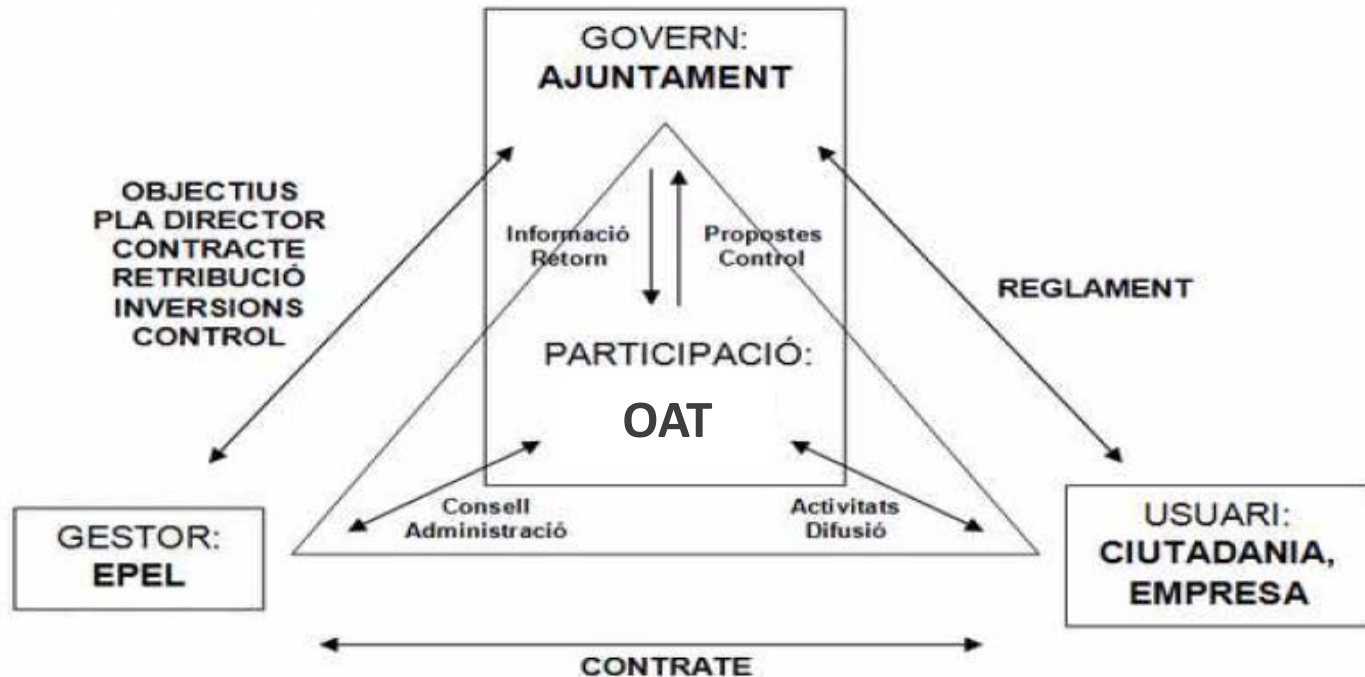 GOVERN:
AJUNTAMENT
OBJECTIUS
PLA DIRECTOR
CONTRACTE
RETRIBUCIÓ
INVERSIONS
CONTROL
Informació
Retorn
Propostes
Control
REGLAMENT
PARTICIPACIÓ:
OAT
Consell
Administració
Activitats
Difusió
GESTOR:
EPEL
USUARI:
CIUTADANIA,
EMPRESA
CONTRATE